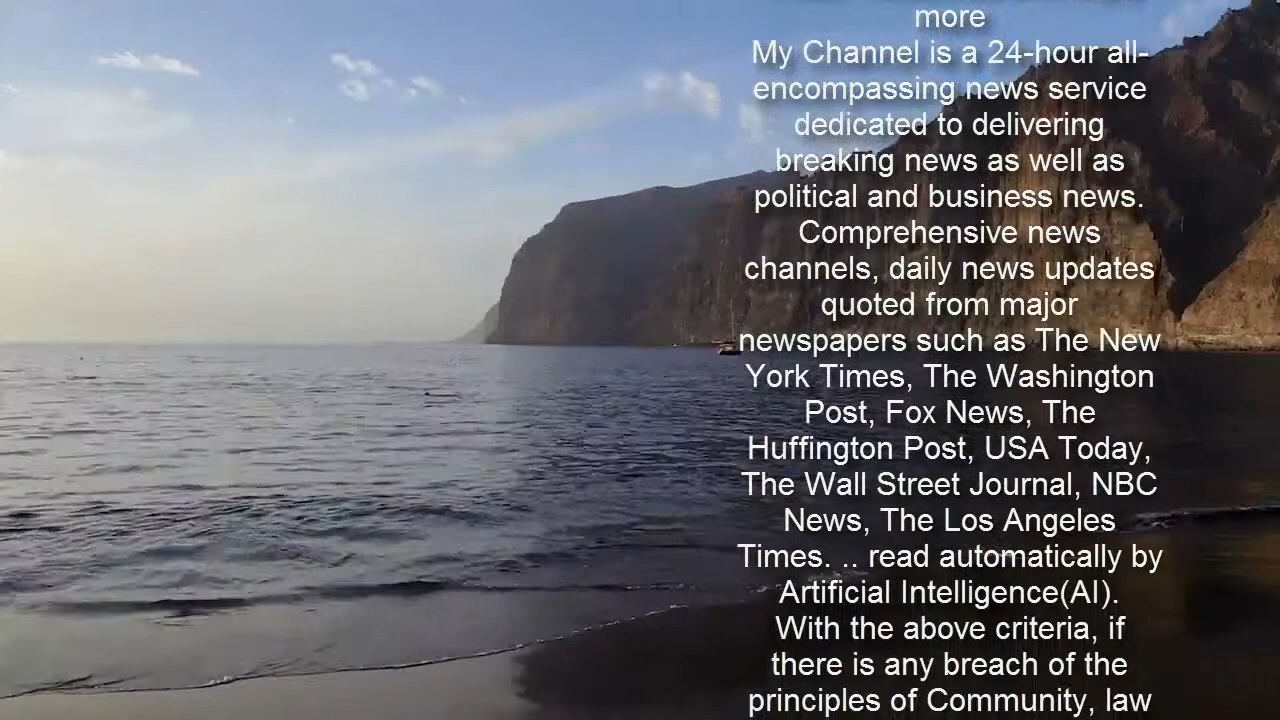 more
My Channel is a 24-hour all-
encompassing news service
dedicated to delivering
breaking news as well as
political and business news.
Comprehensive news
channels, daily news updates
quoted from major
newspapers such as The New
York Times, The Washington
Post, Fox News, The
Huffington Post, USA Today,
The Wall Street Journal, NBC
News, The Los Angeles
Times. .. read automatically by
Artificial Intelligence(AI).
With the above criteria, if
there is any breach of the
principles of Community, law